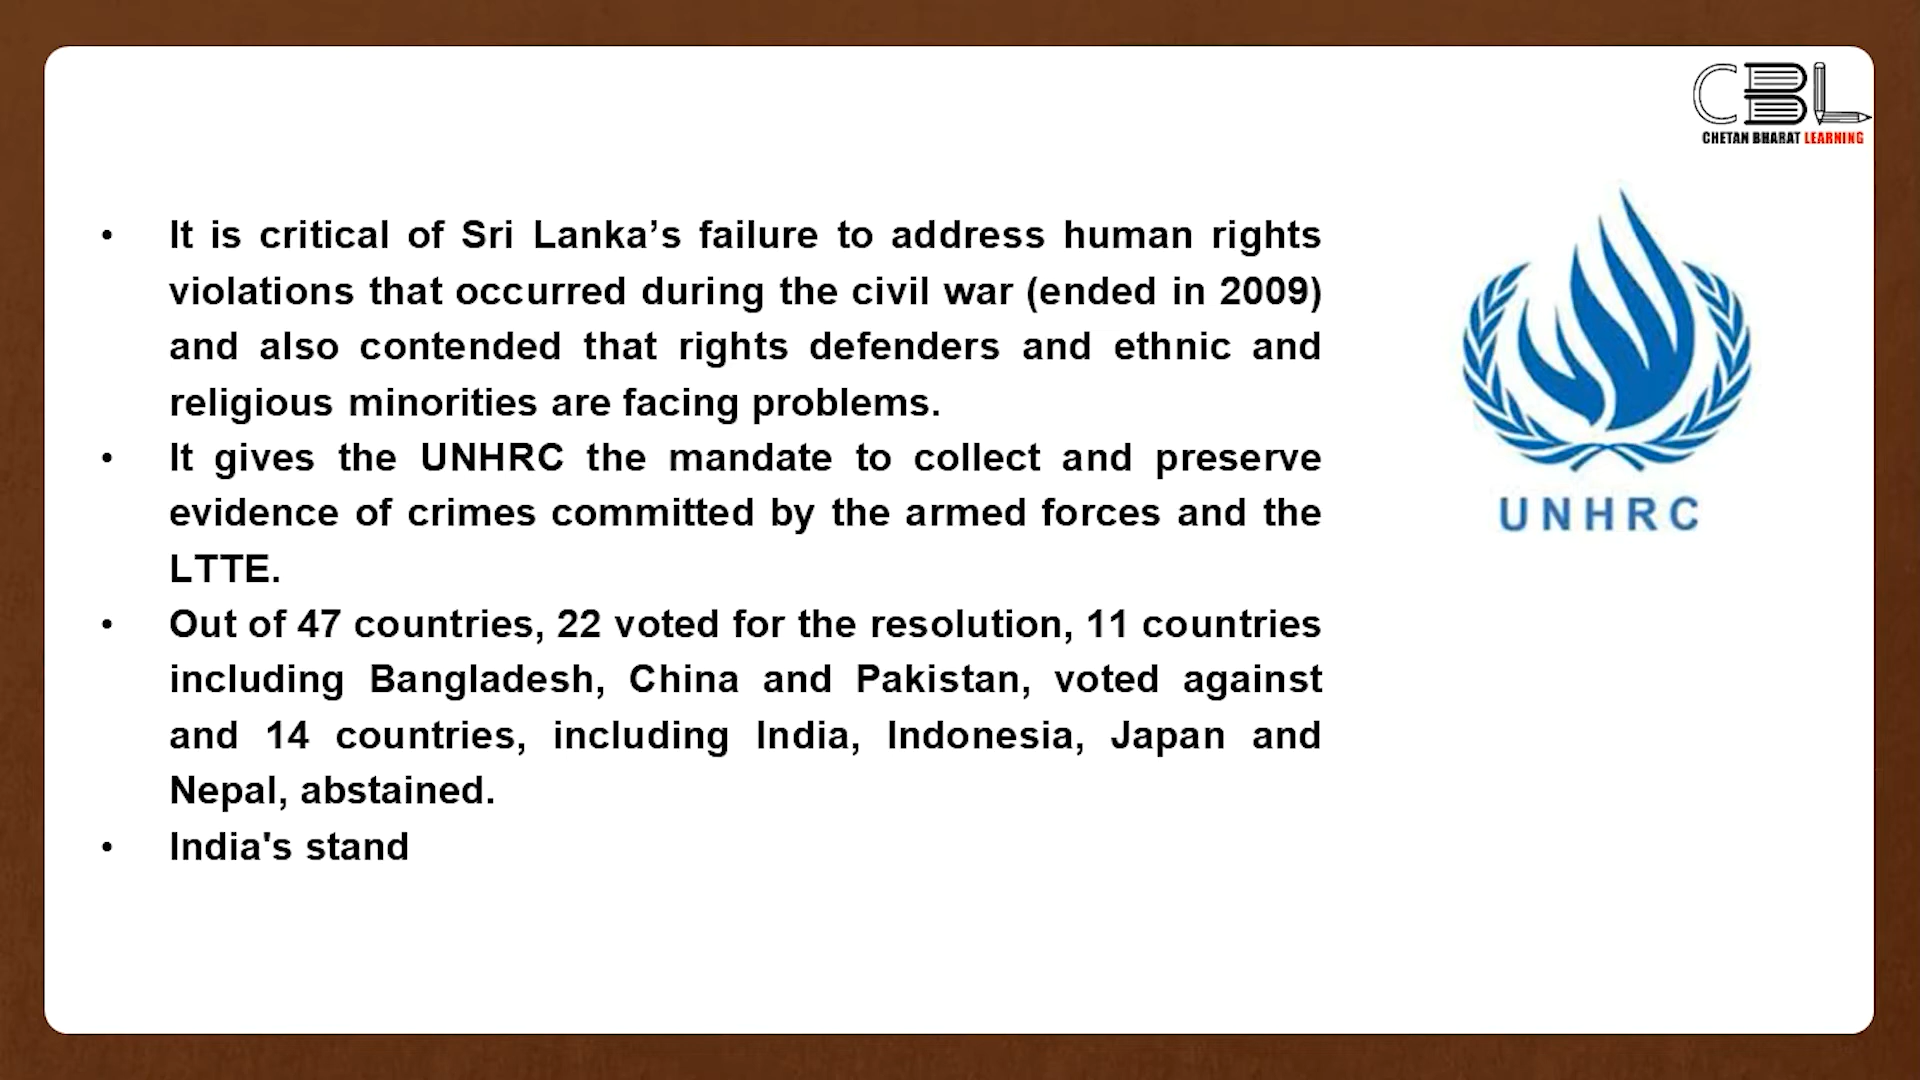 CBL
CHETAN BHARAT LEARNING
• It is critical of Sri Lanka’s failure to address human rights
violations that occurred during the civil war (ended in 2009)
and also contended that rights defenders and ethnic and
religious minorities are facing problems.
• It gives the UNHRC the mandate to collect and preserve
evidence of crimes committed by the armed forces and the
LTTE.
• Out of 47 countries, 22 voted for the resolution, 11 countries
including Bangladesh, China and Pakistan, voted against
and 14 countries, including India, Indonesia, Japan and
Nepal, abstained.
• India's stand
UNHRC